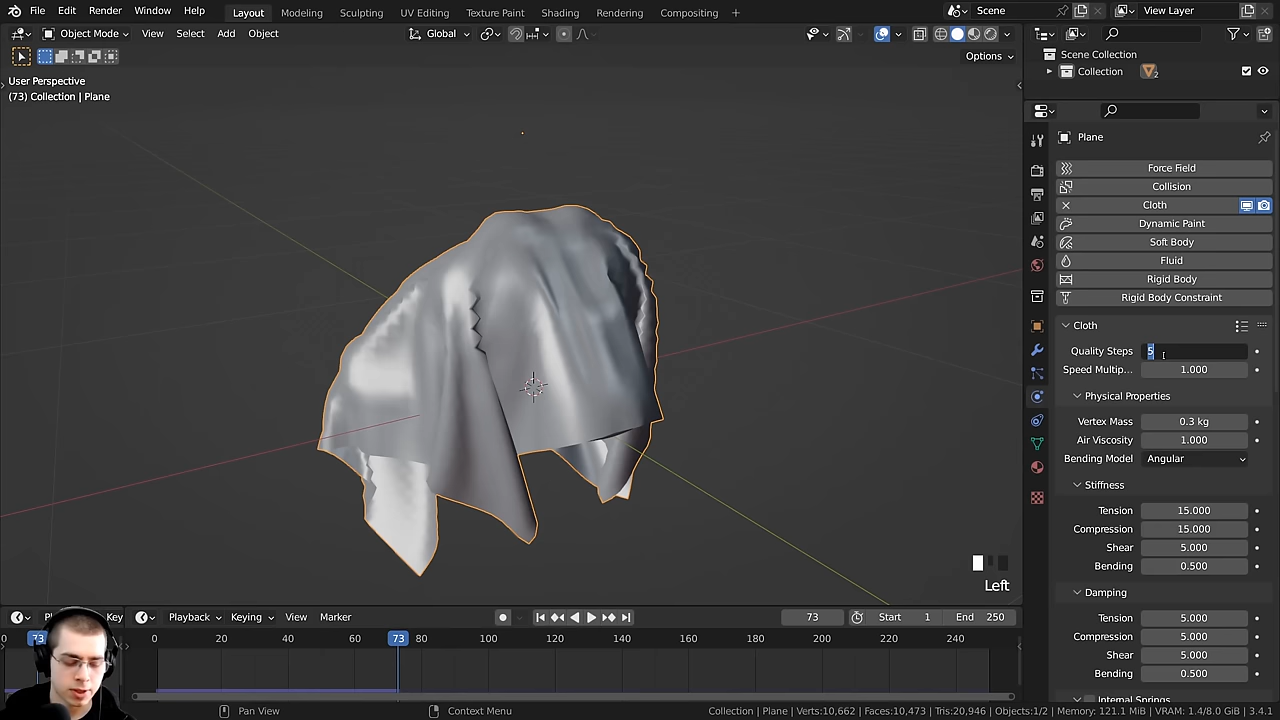 File Edit Render Window Help Layout Modeling Sculpting UV Editing Texture Paint Shading Rendering Compositing + Scene View Layer
Object Mode View Select Add Object Global
Options
User Perspective
(73) Collection | Plane
Scene Collection
Collection 2
Plane
Force Field
Collision
Cloth
Dynamic Paint
Soft Body
Fluid
Rigid Body
Rigid Body Constraint
Cloth
Quality Steps 5
Speed Multip... 1.000
Physical Properties
Vertex Mass 0.3 kg
Air Viscosity 1.000
Bending Model Angular
Stiffness
Tension 15.000
Compression 15.000
Shear 5.000
Bending 0.500
Damping
Tension 5.000
Compression 5.000
Shear 5.000
Bending 0.500
Internal Springs
Left
Key Playback Keying View Marker 73 Start 1 End 250
0 73 0 20 40 60 73 80 100 120 140 160 180 200 220 240
Pan View Context Menu Collection | Plane | Verts:10,662 | Faces:10,473 | Tris:20,946 | Objects:1/2 | Memory: 121.1 MiB | VRAM: 1.4/8.0 GiB | 3.4.1